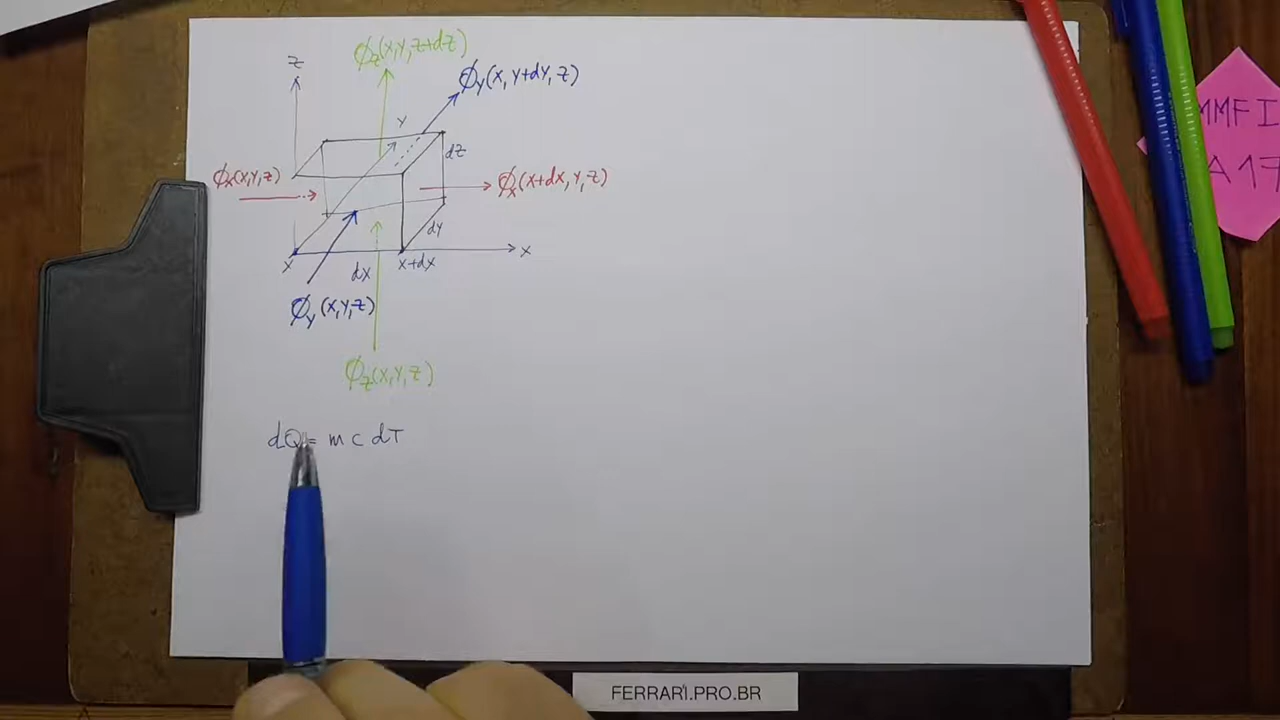 ϕz(x,y,z+dz)
z
ϕy(x,y+dy,z)
y
dz
ϕx(x,y,z)
ϕx(x+dx,y,z)
dy
x
dx
x+dx
x
ϕy(x,y,z)
ϕz(x,y,z)
dQ = m c dT
MMFI
A17
FERRARI.PRO.BR